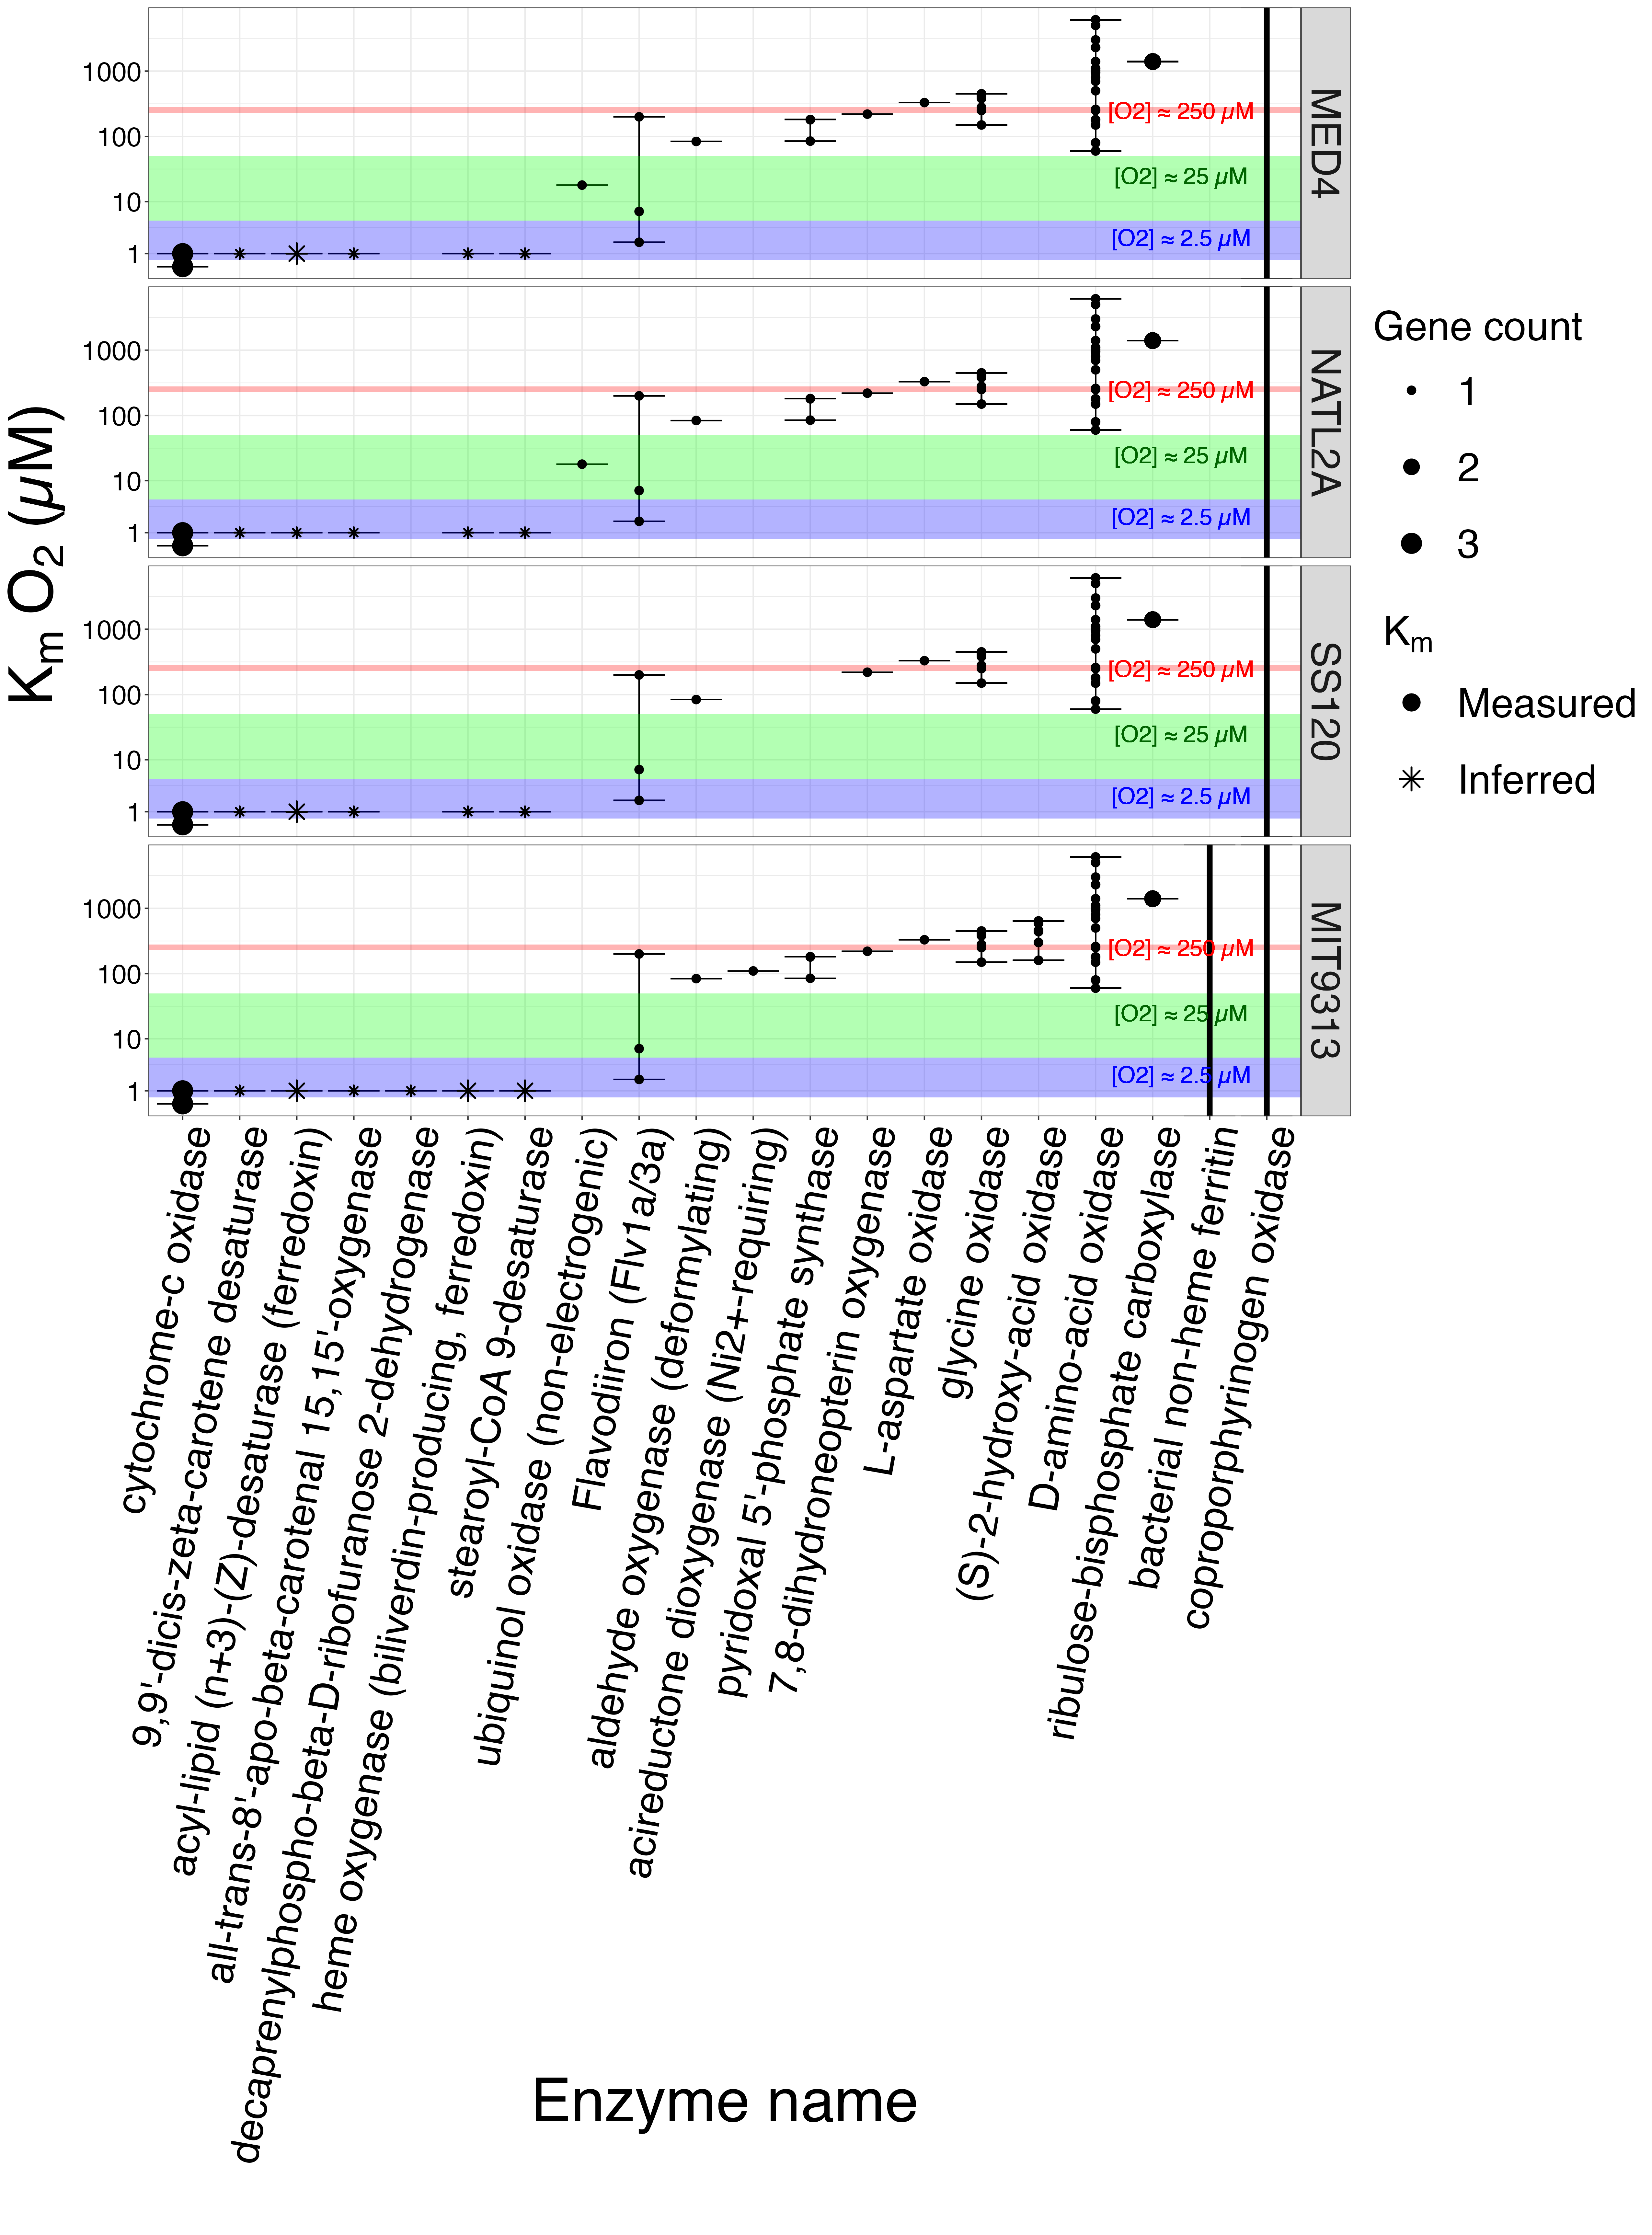 K_m O_2 (μM)
1000
100
10
1
[O2] ≈ 250 μM
[O2] ≈ 25 μM
[O2] ≈ 2.5 μM
MED4
1000
100
10
1
[O2] ≈ 250 μM
[O2] ≈ 25 μM
[O2] ≈ 2.5 μM
NATL2A
1000
100
10
1
[O2] ≈ 250 μM
[O2] ≈ 25 μM
[O2] ≈ 2.5 μM
SS120
1000
100
10
1
[O2] ≈ 250 μM
[O2] ≈ 25 μM
[O2] ≈ 2.5 μM
MIT9313
Gene count
1
2
3
K_m
Measured
Inferred
cytochrome-c oxidase
9,9'-dicis-zeta-carotene desaturase
acyl-lipid (n+3)-(Z)-desaturase (ferredoxin)
all-trans-8'-apo-beta-carotenal 15,15'-oxygenase
decaprenylphospho-beta-D-ribofuranose 2-dehydrogenase
heme oxygenase (biliverdin-producing, ferredoxin)
stearoyl-CoA 9-desaturase
ubiquinol oxidase (non-electrogenic)
Flavodiiron (Flv1a/3a)
aldehyde oxygenase (deformylating)
acireductone dioxygenase (Ni2+-requiring)
pyridoxal 5'-phosphate synthase
7,8-dihydroneopterin oxygenase
L-aspartate oxidase
glycine oxidase
(S)-2-hydroxy-acid oxidase
D-amino-acid oxidase
ribulose-bisphosphate carboxylase
bacterial non-heme ferritin
coproporphyrinogen oxidase
Enzyme name